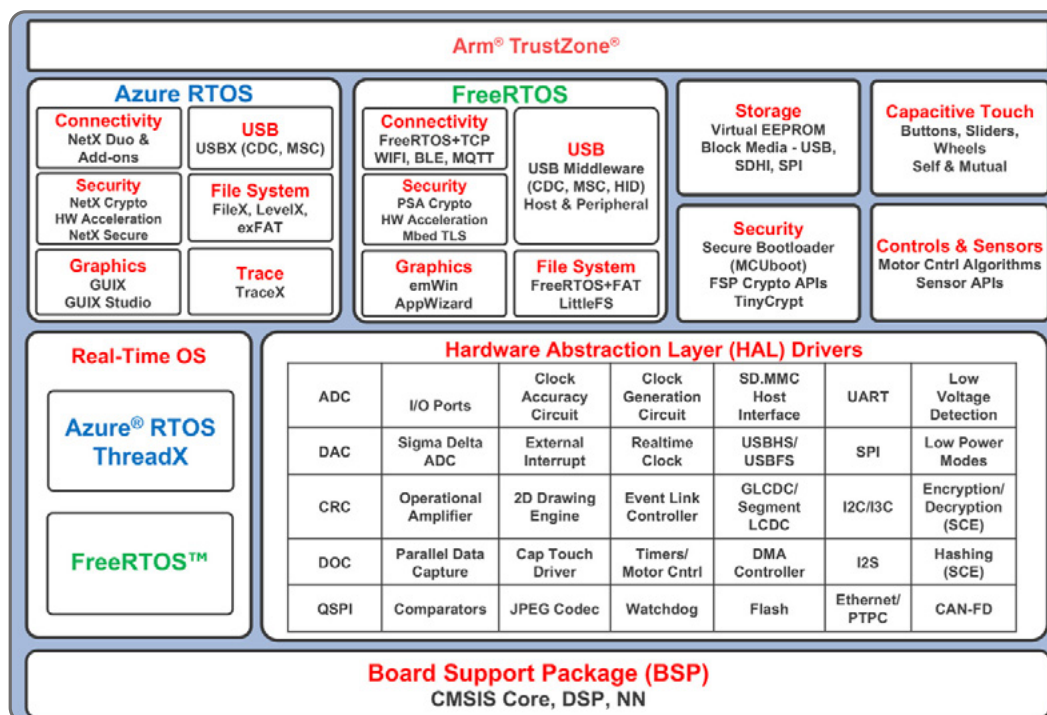 Arm® TrustZone®
Azure RTOS
Connectivity
NetX Duo &
Add-ons
USB
USBX (CDC, MSC)
Security
NetX Crypto
HW Acceleration
NetX Secure
File System
FileX, LevelX,
exFAT
Graphics
GUIX
GUIX Studio
Trace
TraceX
FreeRTOS
Connectivity
FreeRTOS+TCP
WIFI, BLE, MQTT
USB
USB Middleware
(CDC, MSC, HID)
Host & Peripheral
Security
PSA Crypto
HW Acceleration
Mbed TLS
Graphics
emWin
AppWizard
File System
FreeRTOS+FAT
LittleFS
Storage
Virtual EEPROM
Block Media - USB,
SDHI, SPI
Capacitive Touch
Buttons, Sliders,
Wheels
Self & Mutual
Security
Secure Bootloader
(MCUboot)
FSP Crypto APIs
TinyCrypt
Controls & Sensors
Motor Cntrl Algorithms
Sensor APIs
Real-Time OS
Azure® RTOS
ThreadX
FreeRTOS™
Hardware Abstraction Layer (HAL) Drivers
ADC
I/O Ports
Clock
Accuracy
Circuit
Clock
Generation
Circuit
SD.MMC
Host
Interface
UART
Low
Voltage
Detection
DAC
Sigma Delta
ADC
External
Interrupt
Realtime
Clock
USBHS/
USBFS
SPI
Low Power
Modes
CRC
Operational
Amplifier
2D Drawing
Engine
Event Link
Controller
GLCDC/
Segment
LCDC
I2C/I3C
Encryption/
Decryption
(SCE)
DOC
Parallel Data
Capture
Cap Touch
Driver
Timers/
Motor Cntrl
DMA
Controller
I2S
Hashing
(SCE)
QSPI
Comparators
JPEG Codec
Watchdog
Flash
Ethernet/
PTPC
CAN-FD
Board Support Package (BSP)
CMSIS Core, DSP, NN